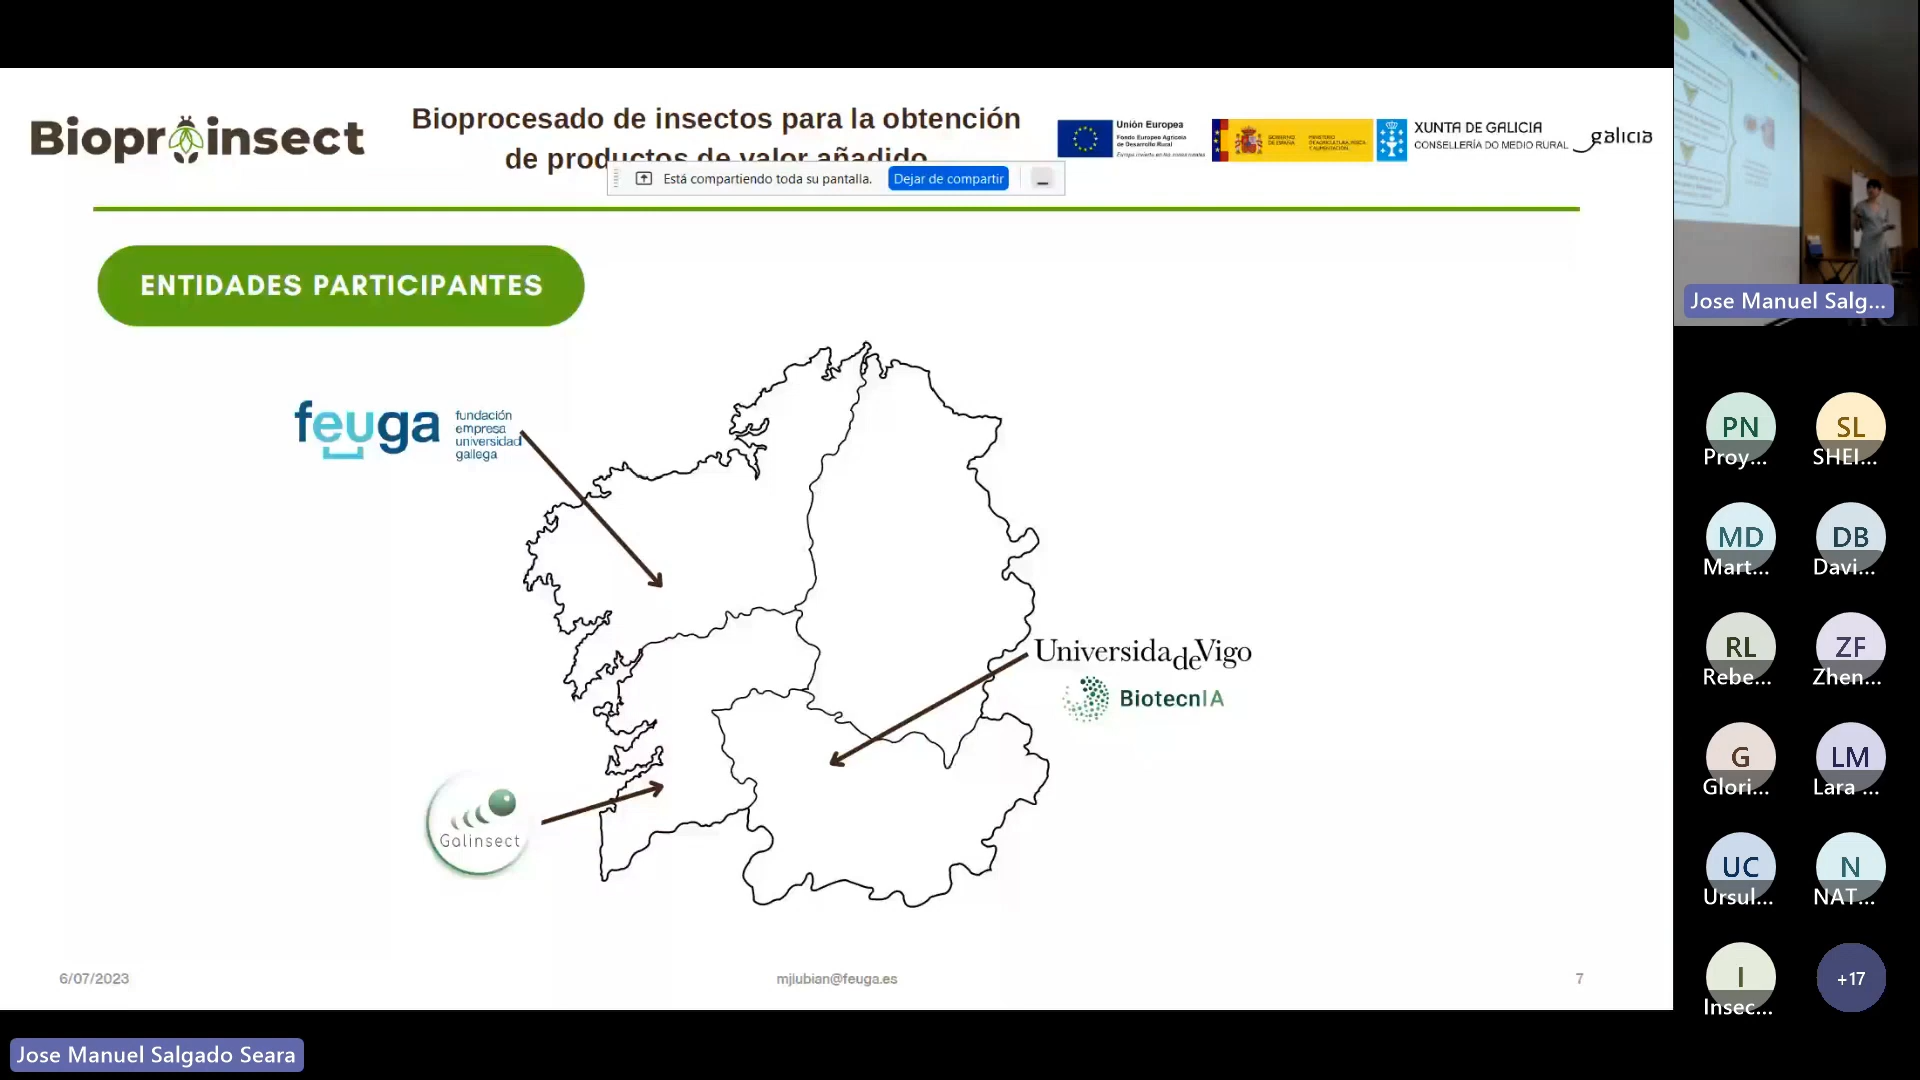 Bioproinsect
Bioprocesado de insectos para la obtención
de productos de valor añadido
Unión Europea
Fondo Europeo Agrícola
de Desarrollo Rural
XUNTA DE GALICIA
CONSELLERÍA DO MEDIO RURAL
galicia
Está compartiendo toda su pantalla.
Dejar de compartir
ENTIDADES PARTICIPANTES
feuga
fundación
empresa
universidad
gallega
UniversidadeVigo
BiotecnIA
Galinsect
6/07/2023
mjiubian@feuga.es
7
Jose Manuel Salg...
PN
Proy...
SL
SHEI...
MD
Mart...
DB
Davi...
RL
Rebe...
ZF
Zhen...
G
Glori...
LM
Lara ...
UC
Ursul...
N
NAT...
I
Insec...
+17
Jose Manuel Salgado Seara